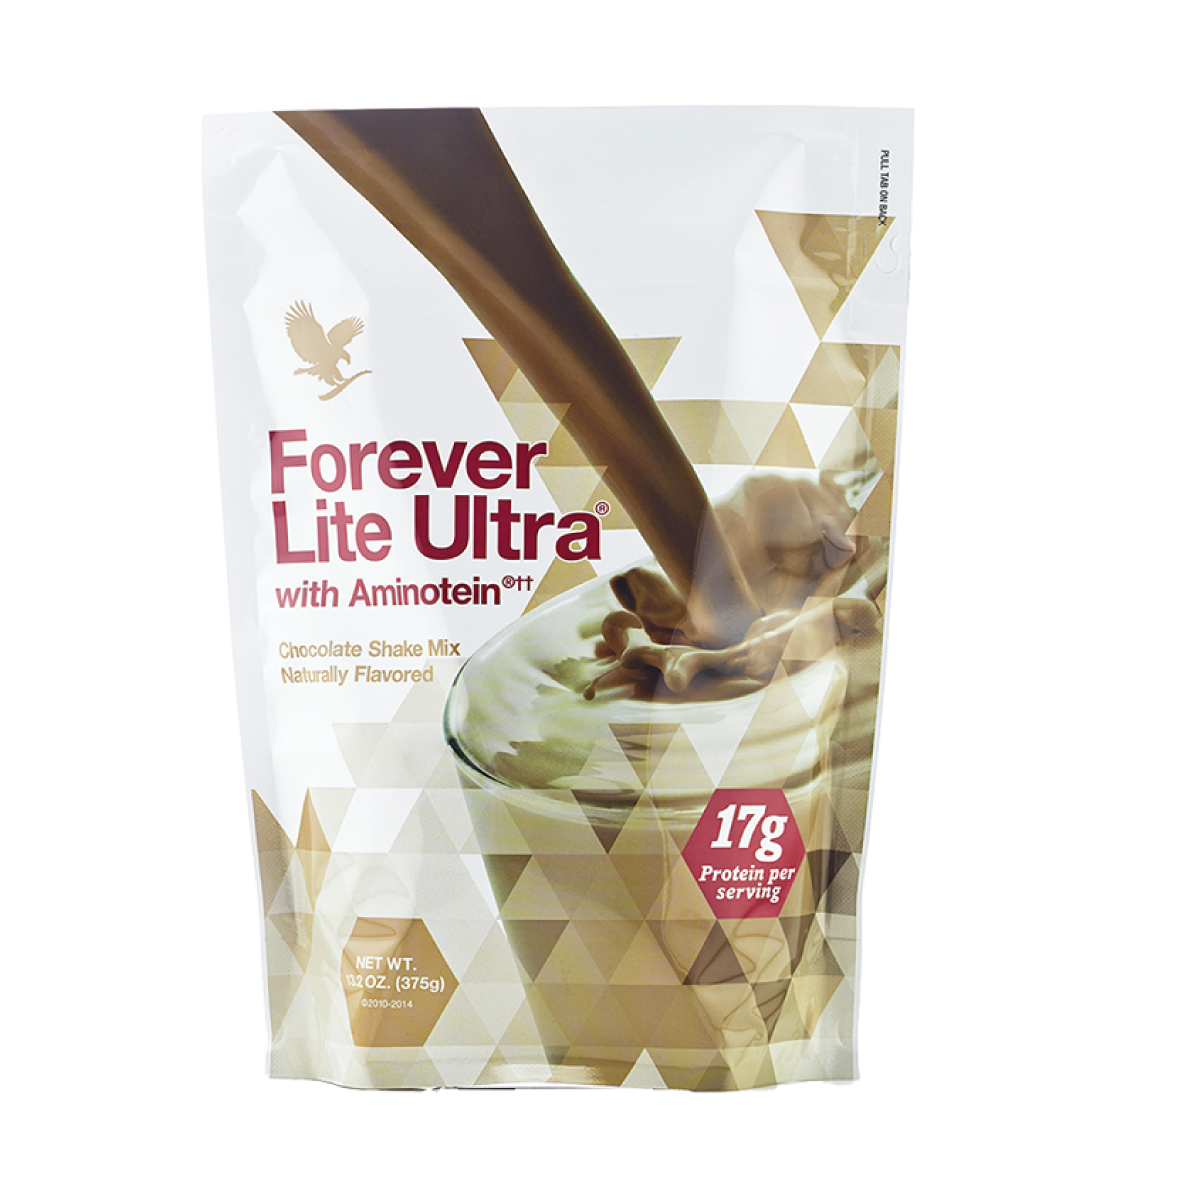 PULL TAB ON BACK
Forever
Lite Ultra®
with Aminotein®††
Chocolate Shake Mix
Naturally Flavored
17g
Protein per
serving
NET WT.
13.2 OZ. (375g)
©2010-2014